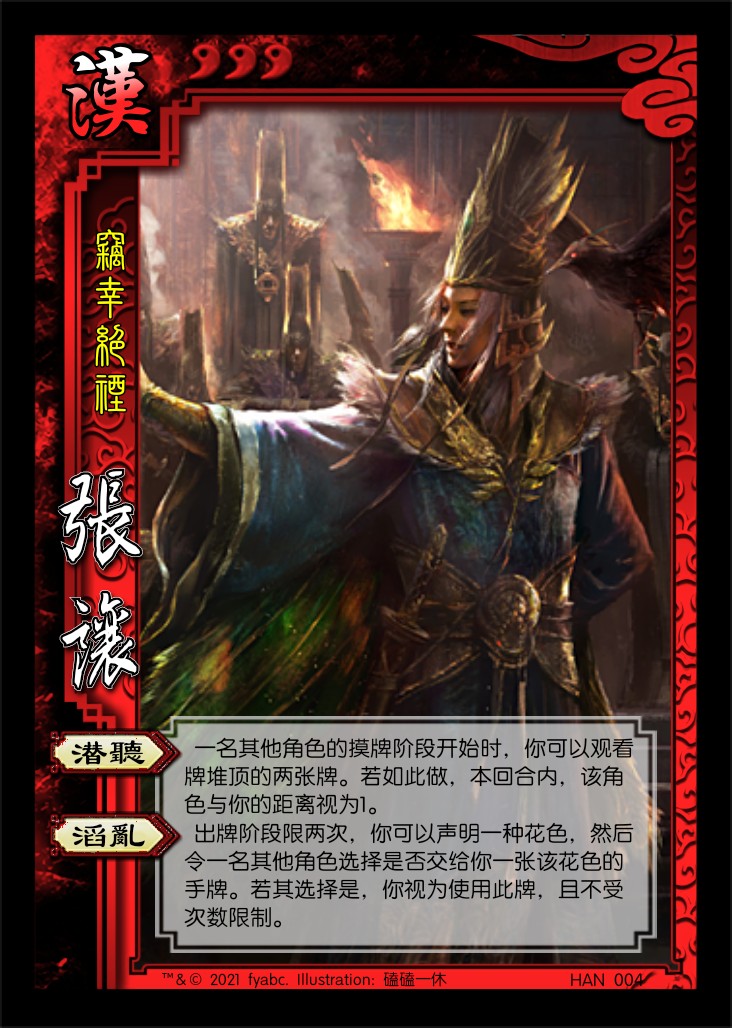 漢
竊幸絕禋
張讓
潛聽
一名其他角色的摸牌阶段开始时，你可以观看
牌堆顶的两张牌。若如此做，本回合内，该角
色与你的距离视为1。
滔亂
出牌阶段限两次，你可以声明一种花色，然后
令一名其他角色选择是否交给你一张该花色的
手牌。若其选择是，你视为使用此牌，且不受
次数限制。
™&© 2021 fyabc. Illustration: 磕磕一休
HAN 004